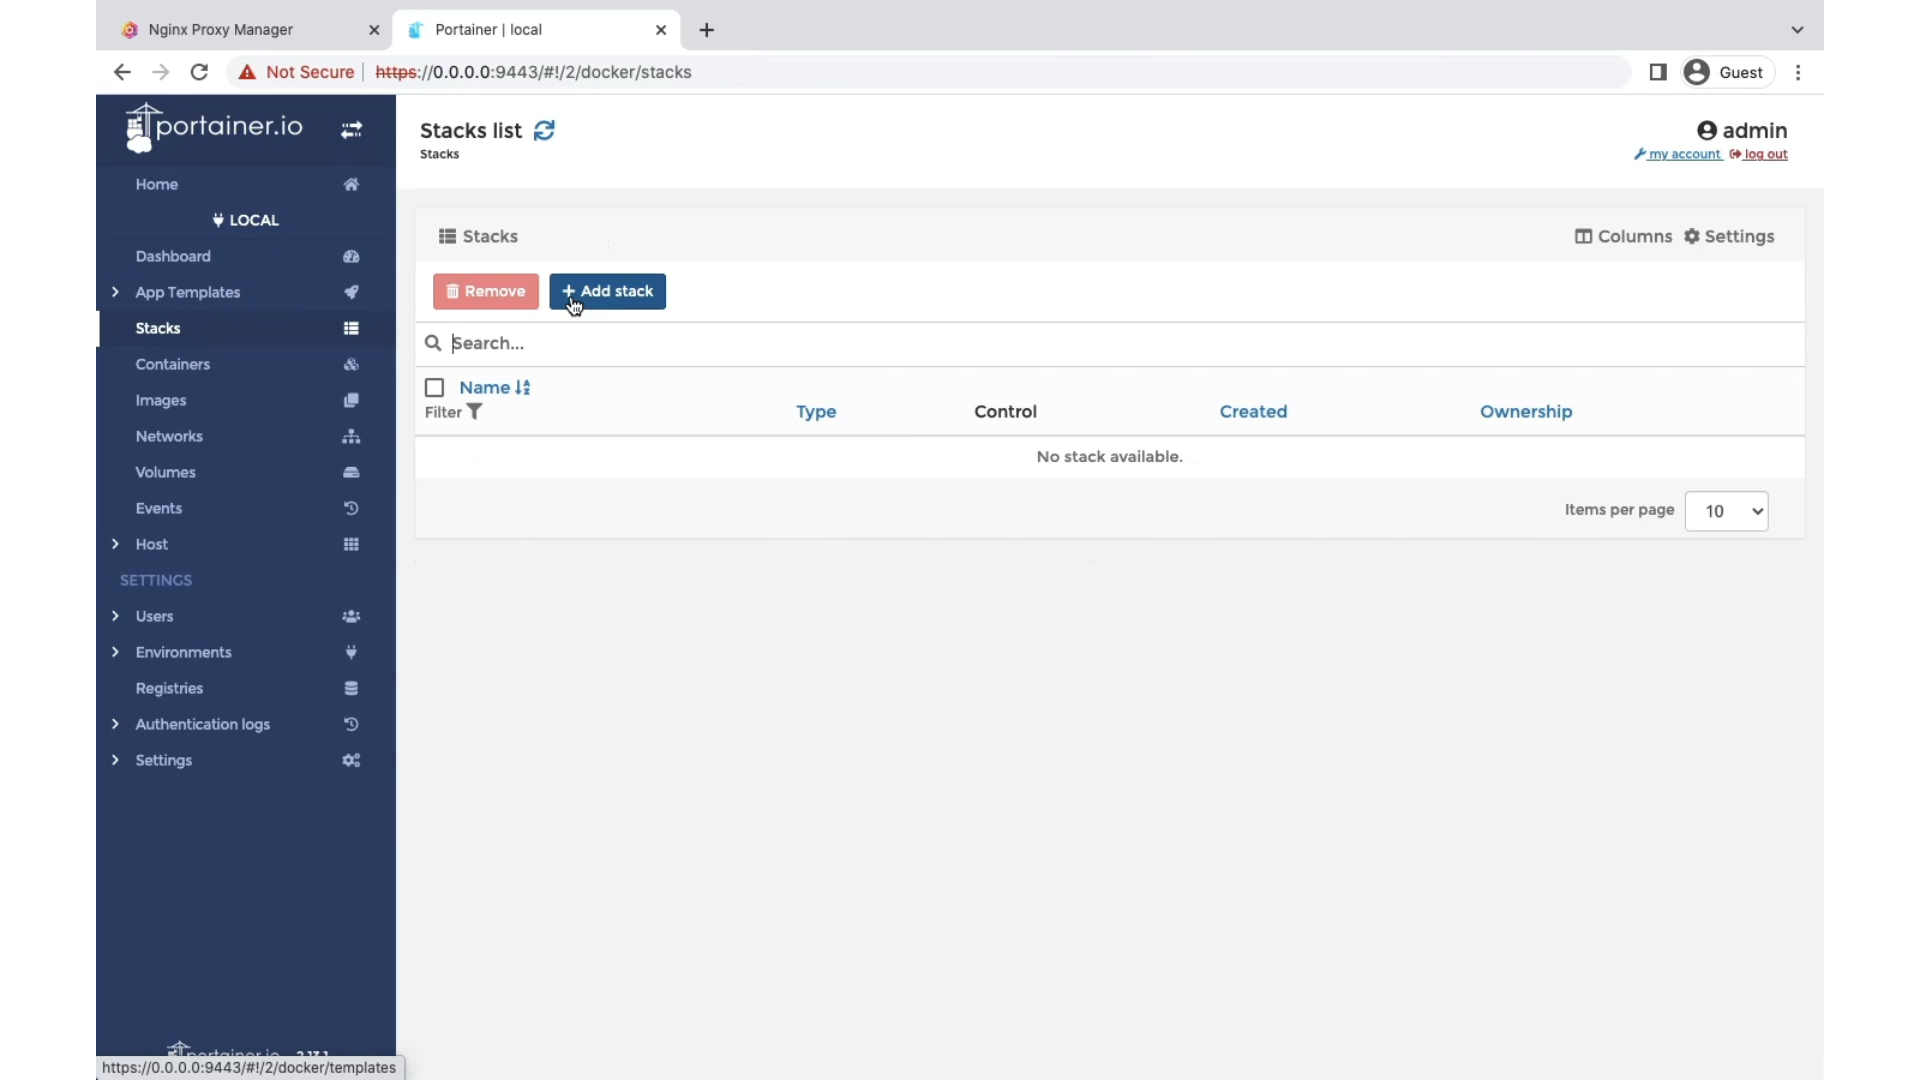 Nginx Proxy Manager
Portainer | local
Not Secure
https://0.0.0.0:9443/#!/2/docker/stacks
Guest
portainer.io
Home
LOCAL
Dashboard
App Templates
Stacks
Containers
Images
Networks
Volumes
Events
Host
SETTINGS
Users
Environments
Registries
Authentication logs
Settings
Stacks list
Stacks
admin
my account log out
Stacks
Columns Settings
Remove + Add stack
Search...
Name
Filter
Type Control Created Ownership
No stack available.
Items per page 10
portainer.io
https://0.0.0.0:9443/#!/2/docker/templates